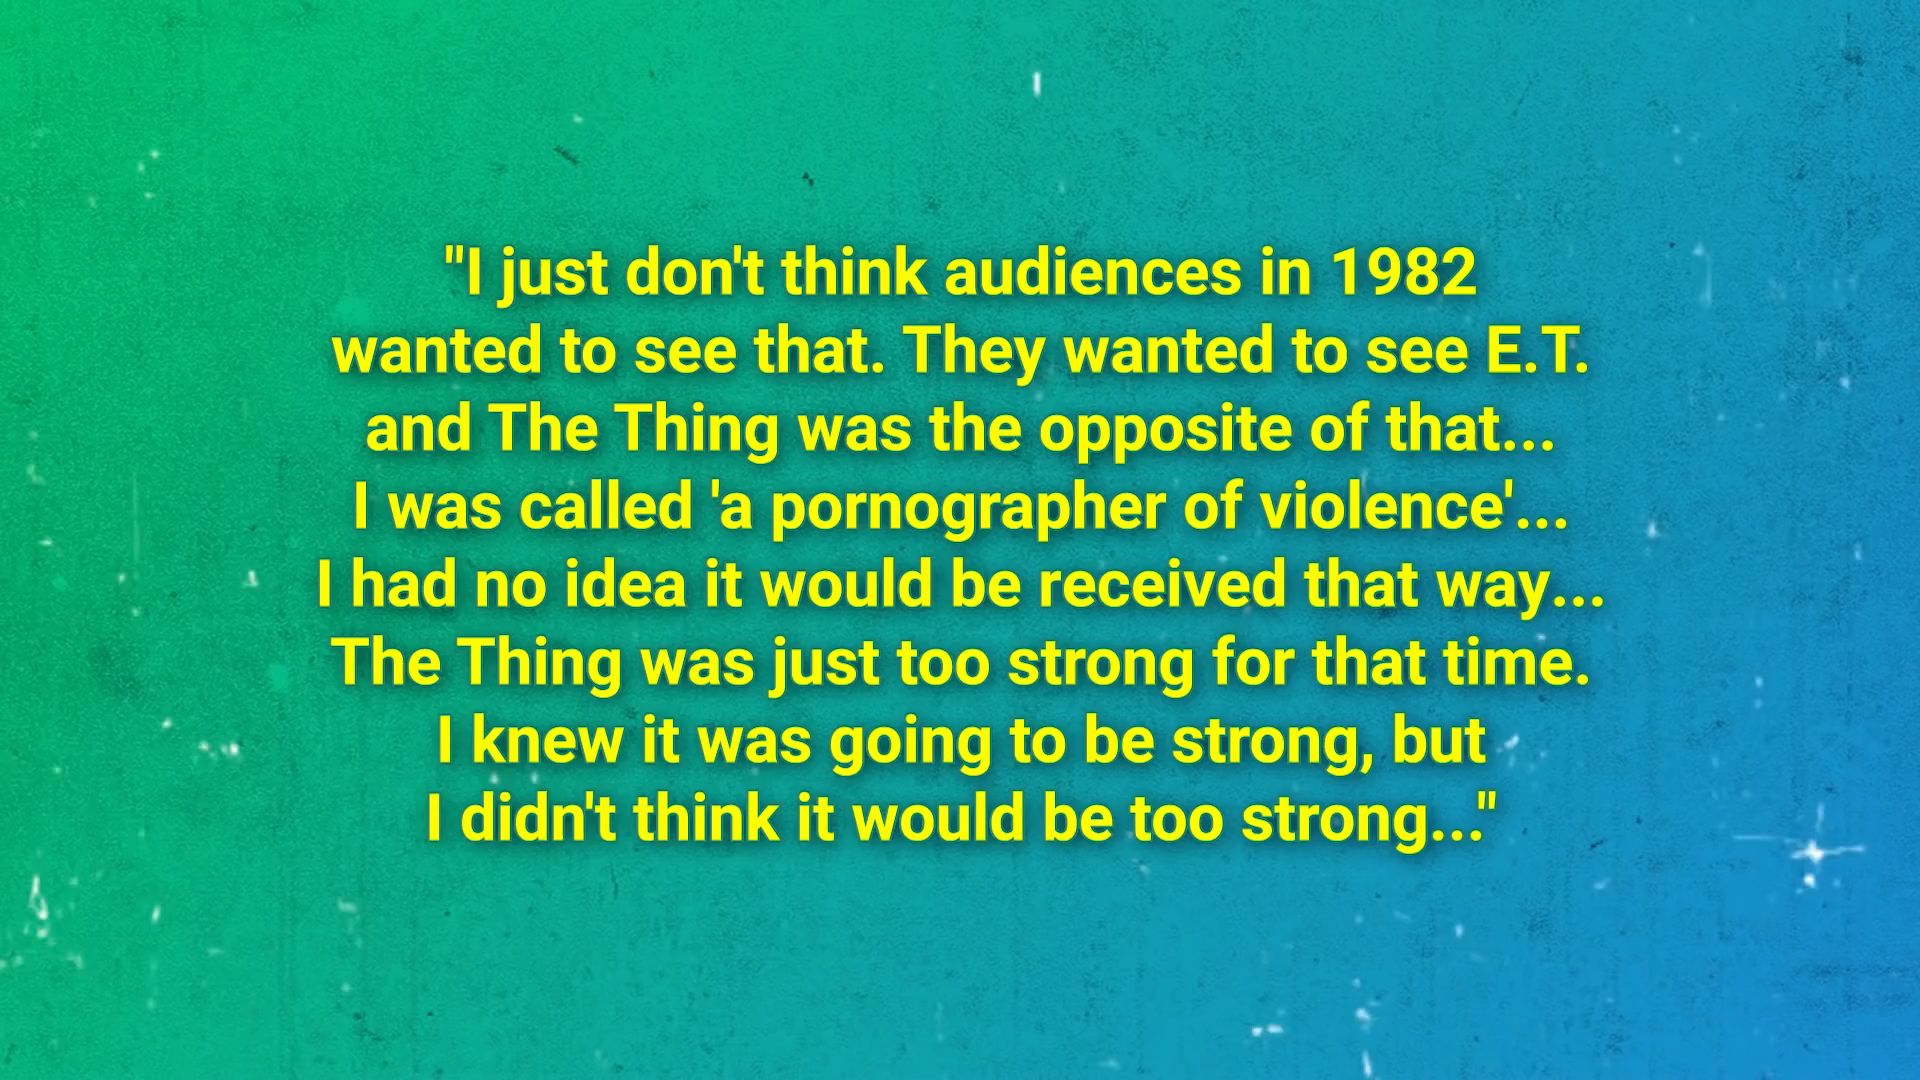 "I just don't think audiences in 1982
wanted to see that. They wanted to see E.T.
and The Thing was the opposite of that...
I was called 'a pornographer of violence'...
I had no idea it would be received that way...
The Thing was just too strong for that time.
I knew it was going to be strong, but
I didn't think it would be too strong..."